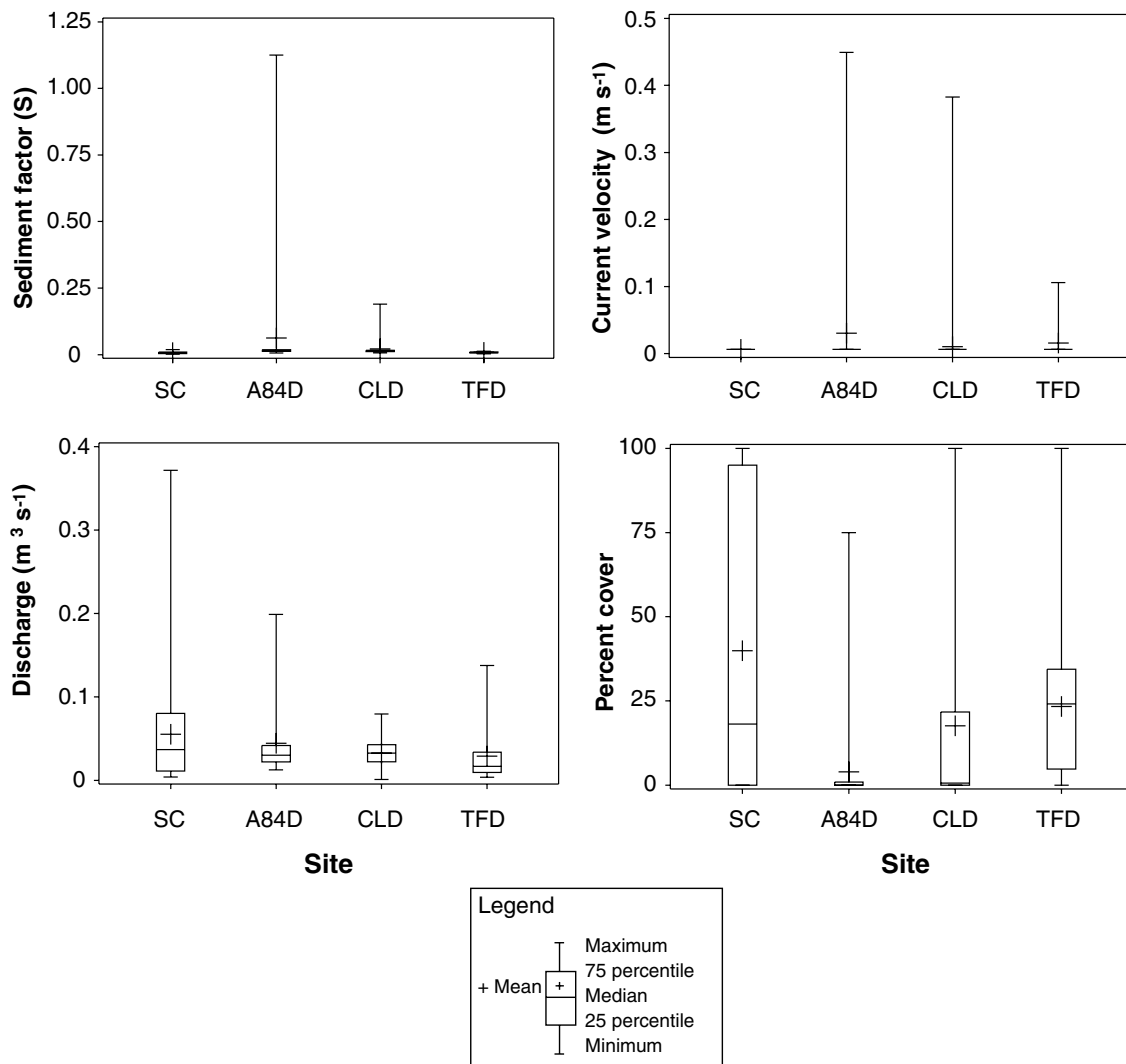 Sediment factor (S)
1.25
1.00
0.75
0.50
0.25
0
SC A84D CLD TFD
Current velocity (m s-1)
0.5
0.4
0.3
0.2
0.1
0
SC A84D CLD TFD
Discharge (m 3 s-1)
0.4
0.3
0.2
0.1
0
SC A84D CLD TFD
Site
Percent cover
100
75
50
25
0
SC A84D CLD TFD
Site
Legend
+ Mean
Maximum
75 percentile
Median
25 percentile
Minimum